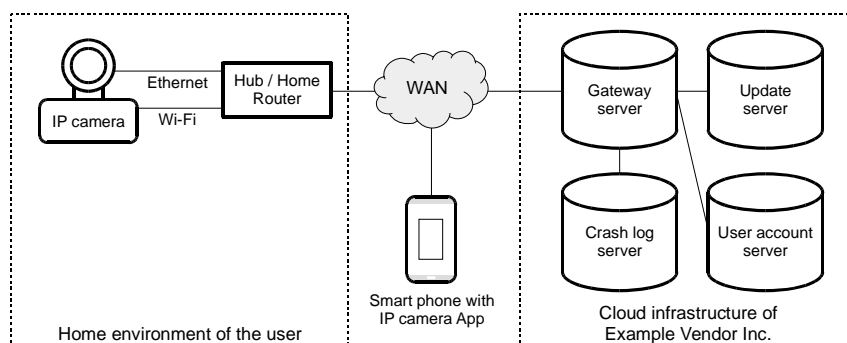 Ethernet
IP camera
Wi-Fi
Hub / Home
Router
Home environment of the user
WAN
Smart phone with
IP camera App
Gateway
server
Update
server
Crash log
server
User account
server
Cloud infrastructure of
Example Vendor Inc.